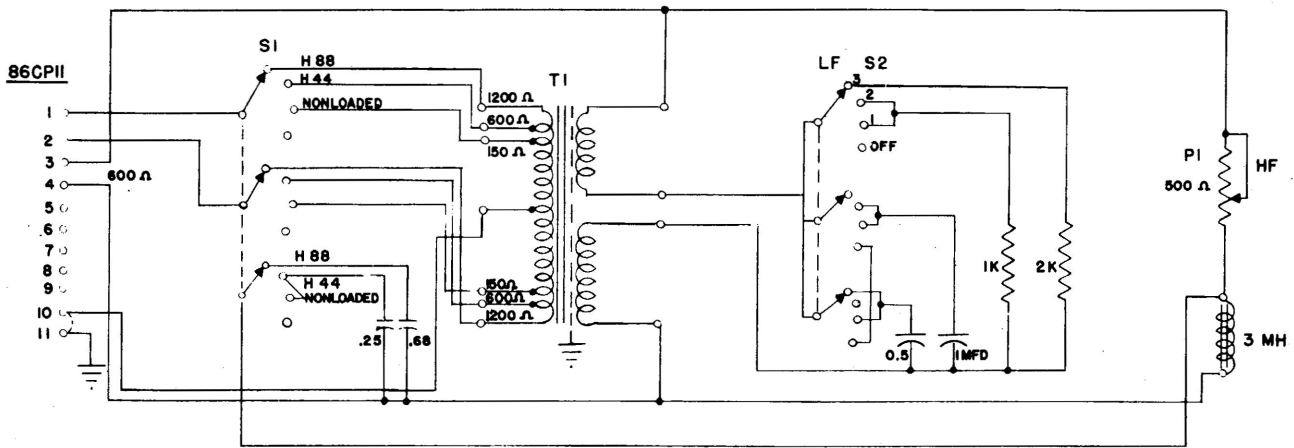 86CP11
1
2
3
4
600 Ω
5
6
7
8
9
10
11
S1
H 88
H 44
NONLOADED
H 88
H 44
NONLOADED
.25
.68
T1
1200 Ω
600 Ω
150 Ω
150 Ω
600 Ω
1200 Ω
LF S2
3
2
1
OFF
0.5
1MFD
1K
2K
P1
500 Ω
HF
3 MH